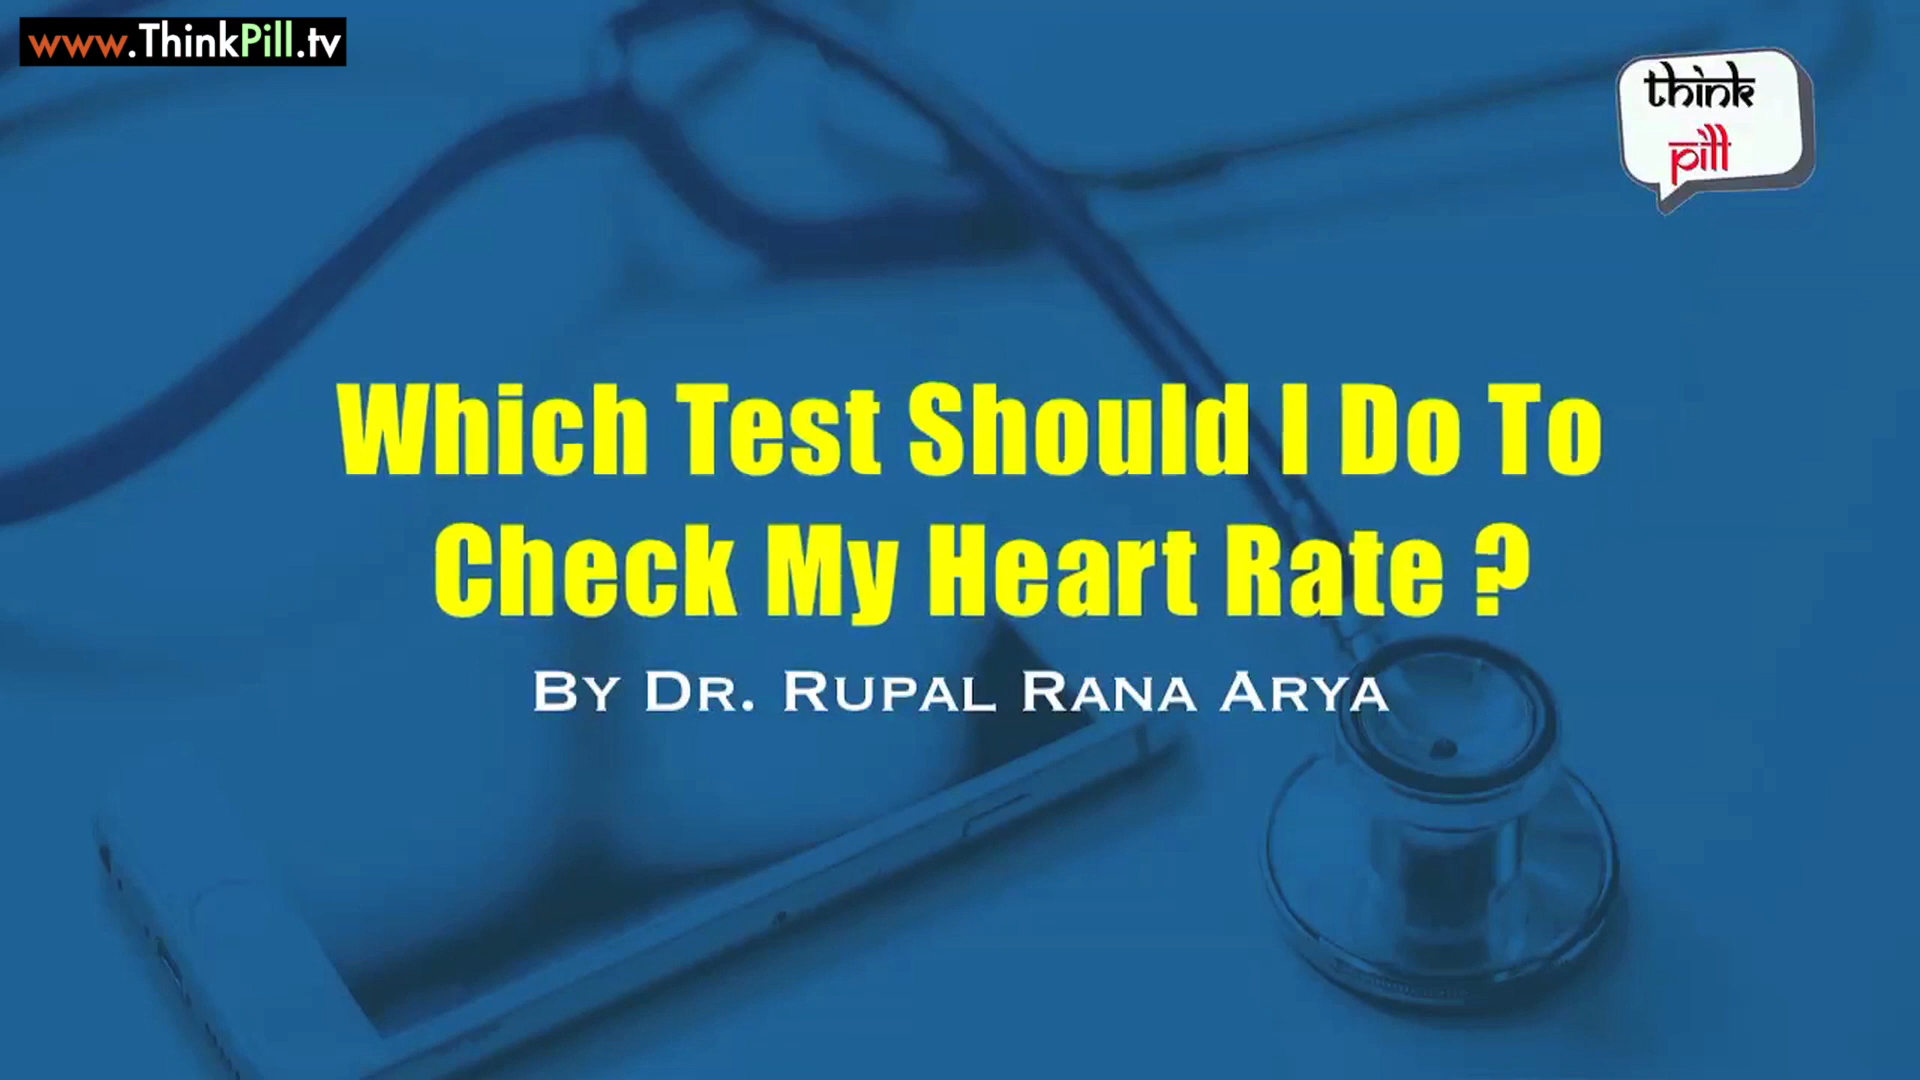 www.ThinkPill.tv
think
pill
Which Test Should I Do To
Check My Heart Rate ?
By Dr. Rupal Rana Arya